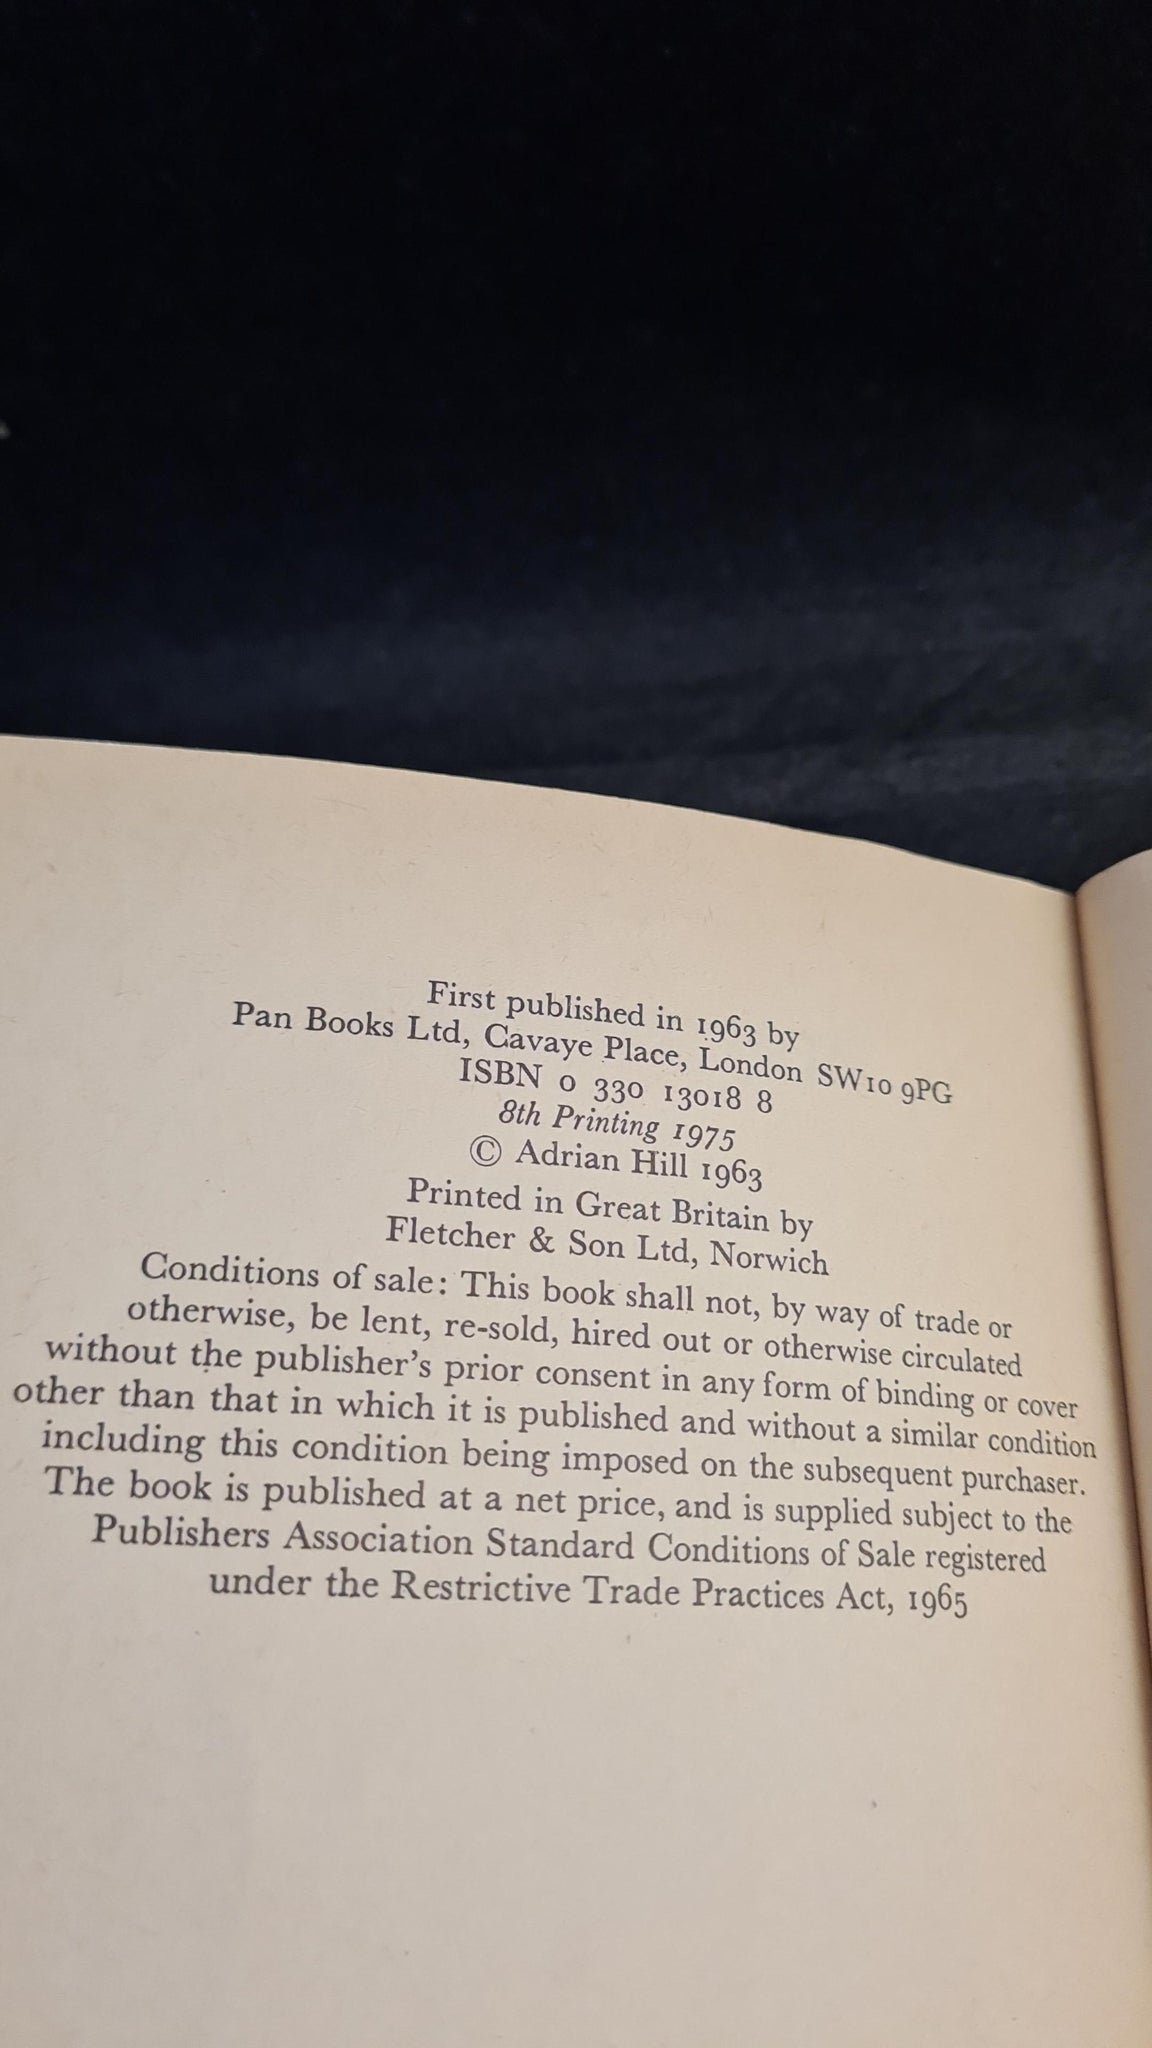 First published in 1963 by
Pan Books Ltd, Cavaye Place, London SW10 9PG
ISBN 0 330 13018 8
8th Printing 1975
© Adrian Hill 1963
Printed in Great Britain by
Fletcher & Son Ltd, Norwich
Conditions of sale: This book shall not, by way of trade or
otherwise, be lent, re-sold, hired out or otherwise circulated
without the publisher's prior consent in any form of binding or cover
other than that in which it is published and without a similar condition
including this condition being imposed on the subsequent purchaser.
The book is published at a net price, and is supplied subject to the
Publishers Association Standard Conditions of Sale registered
under the Restrictive Trade Practices Act, 1965